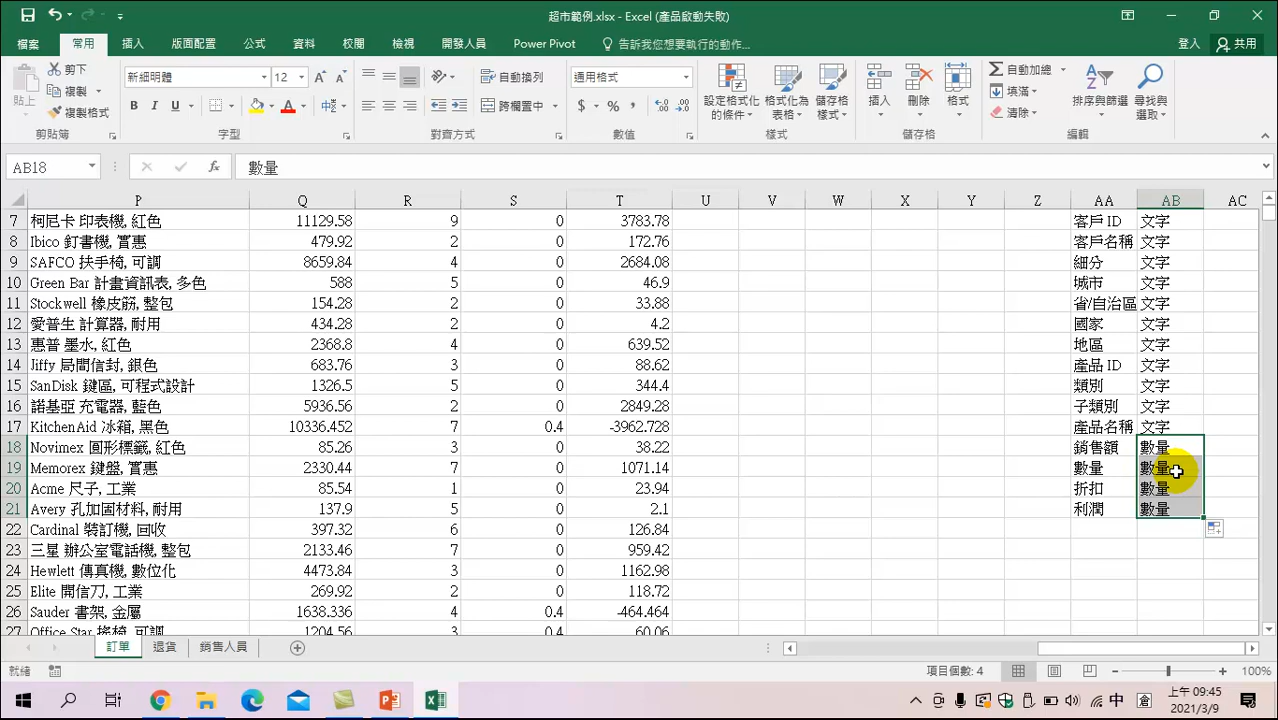 超市範例.xlsx - Excel (產品啟動失敗)
檔案 常用 插入 版面配置 公式 資料 校閱 檢視 開發人員 Power Pivot 告訴我您想要執行的動作... 登入 共用
貼上 剪下 複製 複製格式 剪貼簿
新細明體 12 A A B I U A 字型
自動換列 跨欄置中 對齊方式
通用格式 $ % , 數值
設定格式化的條件 格式化為表格 儲存格樣式 樣式
插入 刪除 格式 儲存格
自動加總 填滿 清除 排序與篩選 尋找與選取 編輯
AB18 fx 數量
P Q R S T U V W X Y Z AA AB AC
7 柯尼卡 印表機, 紅色 11129.58 9 0 3783.78 客戶 ID 文字
8 Ibico 釘書機, 實惠 479.92 2 0 172.76 客戶名稱 文字
9 SAFCO 扶手椅, 可調 8659.84 4 0 2684.08 細分 文字
10 Green Bar 計畫資訊表, 多色 588 5 0 46.9 城市 文字
11 Stockwell 橡皮筋, 整包 154.28 2 0 33.88 省/自治區 文字
12 愛普生 計算器, 耐用 434.28 2 0 4.2 國家 文字
13 惠普 墨水, 紅色 2368.8 4 0 639.52 地區 文字
14 Jiffy 局間信封, 銀色 683.76 3 0 88.62 產品 ID 文字
15 SanDisk 鍵區, 可程式設計 1326.5 5 0 344.4 類別 文字
16 諾基亞 充電器, 藍色 5936.56 2 0 2849.28 子類別 文字
17 KitchenAid 冰箱, 黑色 10336.452 7 0.4 -3962.728 產品名稱 文字
18 Novimex 圓形標籤, 紅色 85.26 3 0 38.22 銷售額 數量
19 Memorex 鍵盤, 實惠 2330.44 7 0 1071.14 數量 數量
20 Acme 尺子, 工業 85.54 1 0 23.94 折扣 數量
21 Avery 孔加固材料, 耐用 137.9 5 0 2.1 利潤 數量
22 Cardinal 裝訂機, 回收 397.32 6 0 126.84
23 三星 辦公室電話機, 整包 2133.46 7 0 959.42
24 Hewlett 傳真機, 數位化 4473.84 3 0 1162.98
25 Elite 開信刀, 工業 269.92 2 0 118.72
26 Sauder 書架, 金屬 1638.336 4 0.4 -464.464
27 Office Star 搖椅, 可調 1204.56 3 0.4 60.06
訂單 退貨 銷售人員
就緒 項目個數: 4 100%
中 倉 上午 09:45
2021/3/9